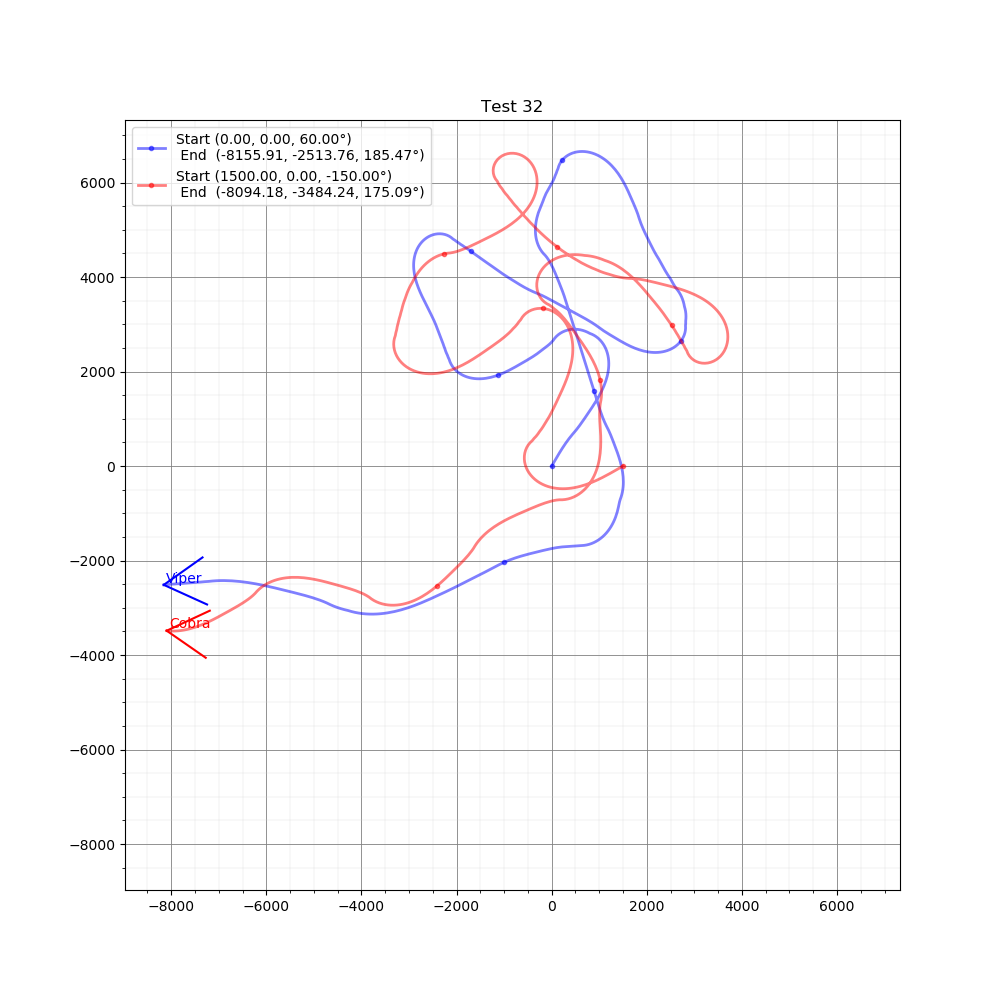 Test 32
Start (0.00, 0.00, 60.00°)
End (-8155.91, -2513.76, 185.47°)
Start (1500.00, 0.00, -150.00°)
End (-8094.18, -3484.24, 175.09°)
6000
4000
2000
0
−2000
−4000
−6000
−8000
Viper
Cobra
−8000 −6000 −4000 −2000 0 2000 4000 6000